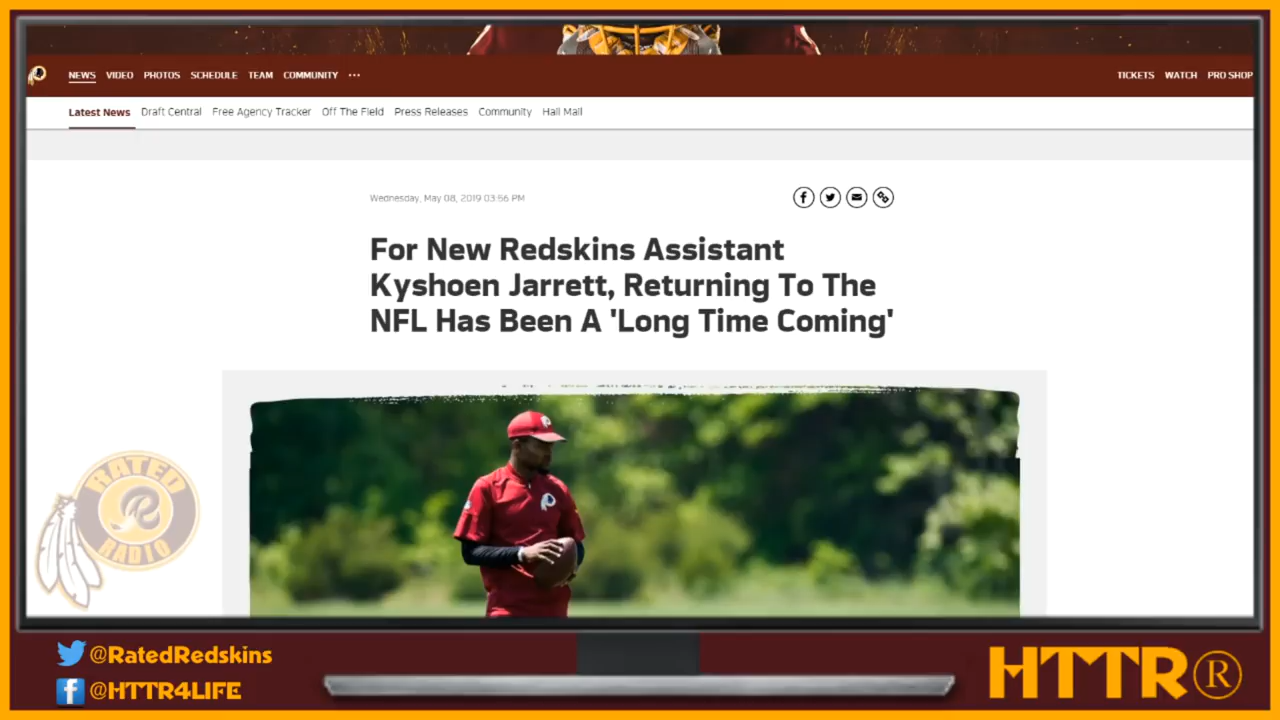 NEWS VIDEO PHOTOS SCHEDULE TEAM COMMUNITY ... TICKETS WATCH PRO SHOP
Latest News Draft Central Free Agency Tracker Off The Field Press Releases Community Hail Mail
Wednesday, May 08, 2019 03:56 PM
For New Redskins Assistant
Kyshoen Jarrett, Returning To The
NFL Has Been A 'Long Time Coming'
RATED
R
RADIO
@RatedRedskins
@HTTR4LIFE
HTTR®